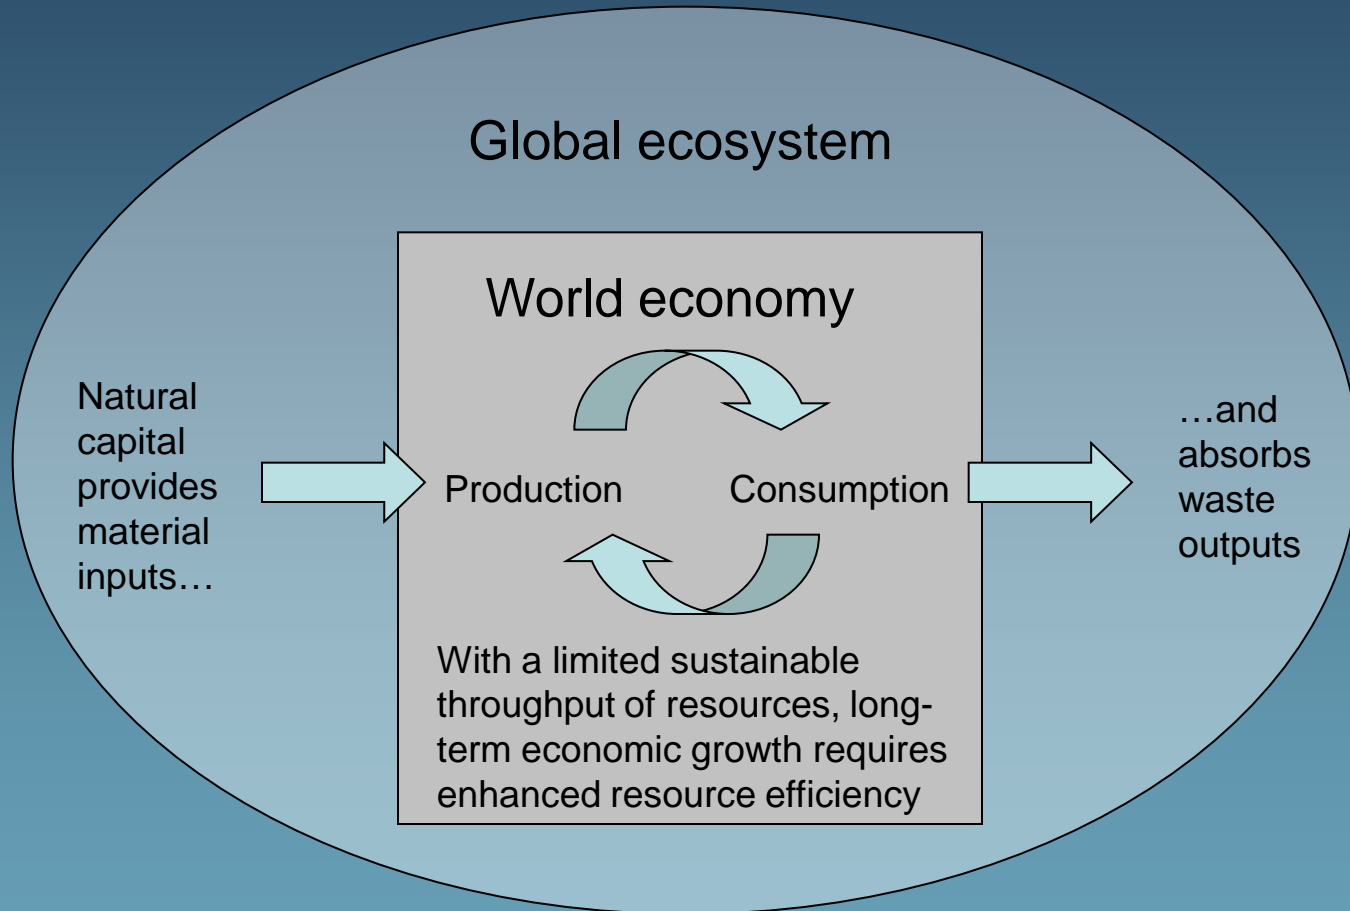 Global ecosystem
World economy
Natural
capital
provides
material
inputs…
Production
Consumption
…and
absorbs
waste
outputs
With a limited sustainable
throughput of resources, long-
term economic growth requires
enhanced resource efficiency